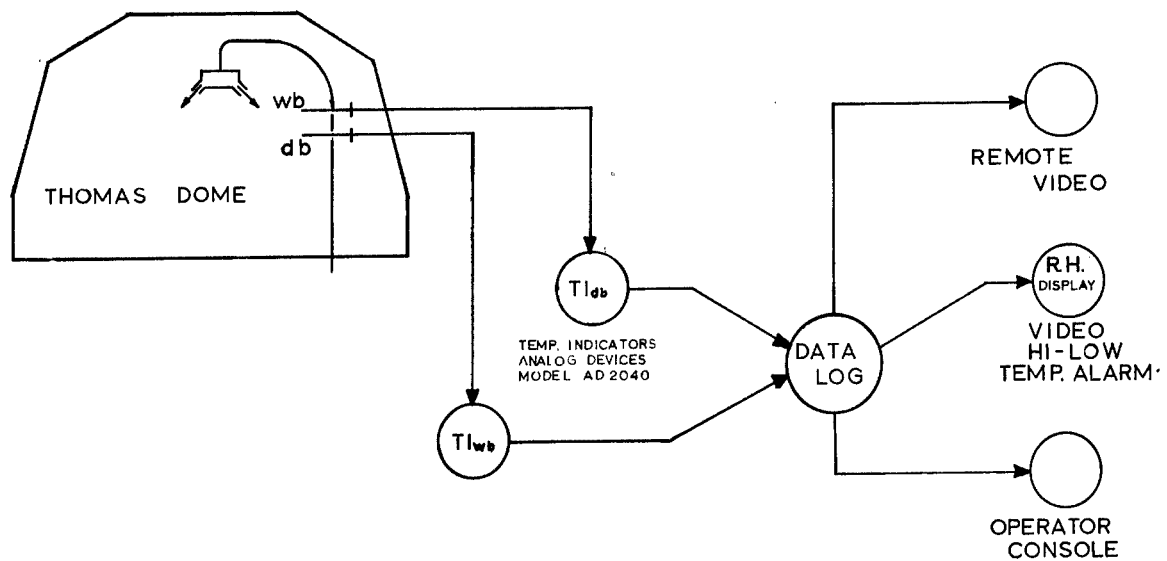 wb
db
THOMAS DOME
REMOTE
VIDEO
TIdb
R.H.
DISPLAY
TEMP. INDICATORS
ANALOG DEVICES
MODEL AD 2040
VIDEO
HI-LOW
TEMP. ALARM
DATA
LOG
TIwb
OPERATOR
CONSOLE